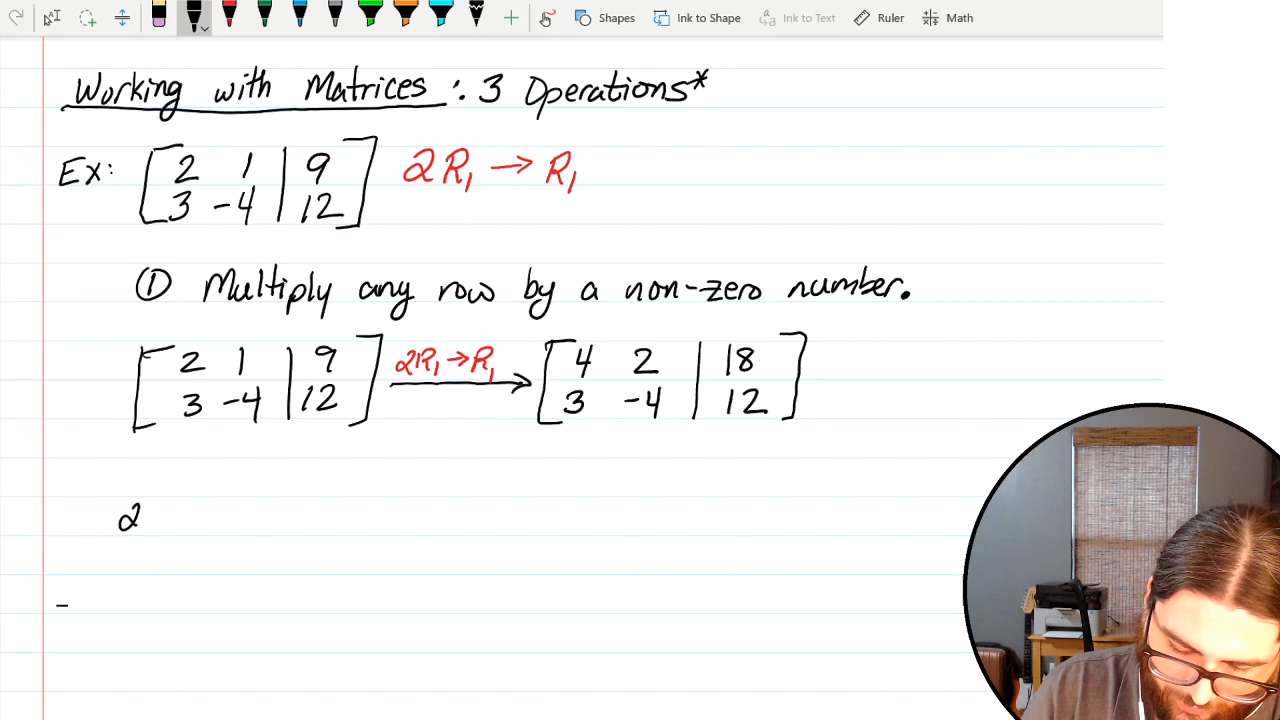 Shapes Ink to Shape Ink to Text Ruler Math
Working with Matrices: 3 Operations*
Ex: [ 2 1 | 9 ] 2R₁ → R₁
[ 3 -4 | 12 ]
① Multiply any row by a non-zero number.
[ 2 1 | 9 ] 2R₁ → R₁ [ 4 2 | 18 ]
[ 3 -4 | 12 ] [ 3 -4 | 12 ]
2
-